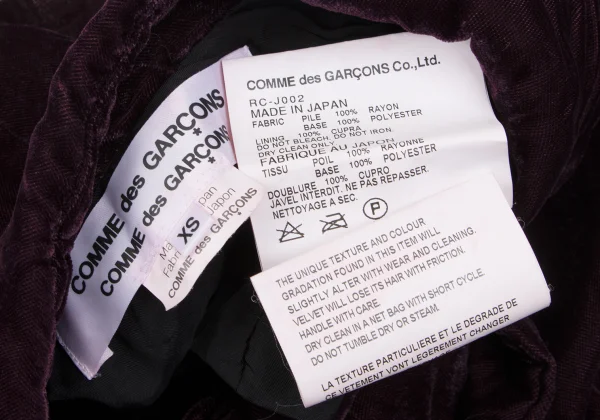 COMME des GARÇONS
COMME des GARÇONS
XS
Ma pan
Fabri Japon
COMME des GARÇONS
COMME des GARÇONS Co.,Ltd.
RC-J002
MADE IN JAPAN
FABRIC PILE 100% RAYON
BASE 100% POLYESTER
LINING 100% CUPRA
DO NOT BLEACH. DO NOT IRON.
DRY CLEAN ONLY
FABRIQUE AU JAPON
TISSU POIL 100% RAYONNE
BASE 100% POLYESTER
DOUBLURE 100% CUPRO
JAVEL INTERDIT. NE PAS REPASSER.
NETTOYAGE A SEC.
P
THE UNIQUE TEXTURE AND COLOUR
GRADATION FOUND IN THIS ITEM WILL
SLIGHTLY ALTER WITH WEAR AND CLEANING.
VELVET WILL LOSE ITS HAIR WITH FRICTION.
HANDLE WITH CARE.
DRY CLEAN IN A NET BAG WITH SHORT CYCLE.
DO NOT TUMBLE DRY OR STEAM.
LA TEXTURE PARTICULIERE ET LE DEGRADE DE
CE VETEMENT VONT LEGEREMENT CHANGER